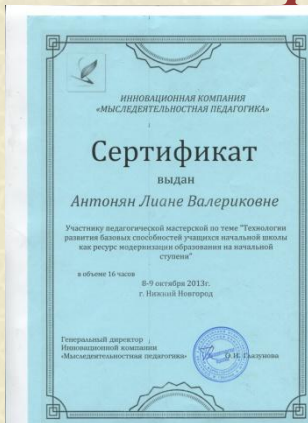 ИННОВАЦИОННАЯ КОМПАНИЯ
«МЫСЛЕДЕЯТЕЛЬНОСТНАЯ ПЕДАГОГИКА»
Сертификат
выдан
Антонян Лиане Валериковне
Участнику педагогической мастерской по теме "Технологии
развития базовых способностей учащихся начальной школы
как ресурс модернизации образования на начальной
ступени"
в объеме 16 часов
8-9 октября 2013г.
г. Нижний Новгород
Генеральный директор
Инновационной компании
«Мыследеятельностная педагогика» О.И. Глазунова